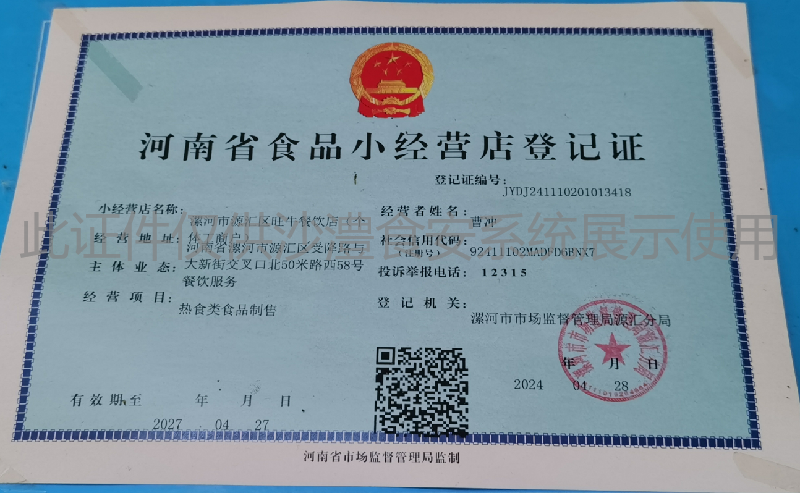 河南省食品小经营店登记证
登记证编号:
JYDJ241110201013418
小经营店名称:
漯河市源汇区旺牛餐饮店（个
体工商户）
经营地址:
河南省漯河市源汇区受降路与
大新街交叉口北50米路西58号
主体业态:
餐饮服务
经营项目:
热食类食品制售
经营者姓名:
曹冲
社会信用代码:
(注册号)
92411102MADFDGBNX7
投诉举报电话: 12315
登记机关:
漯河市市场监督管理局源汇分局
年 月 日
2024 04 28
有效期至 年 月 日
2027 04 27
河南省市场监督管理局监制
此证件仅供沙澧食安系统展示使用